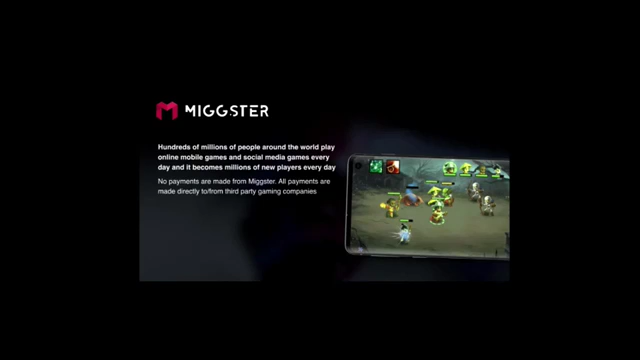 MIGGSTER
Hundreds of millions of people around the world play
online mobile games and social media games every
day and it becomes millions of new players every day
No payments are made from Miggster. All payments are
made directly to/from third party gaming companies